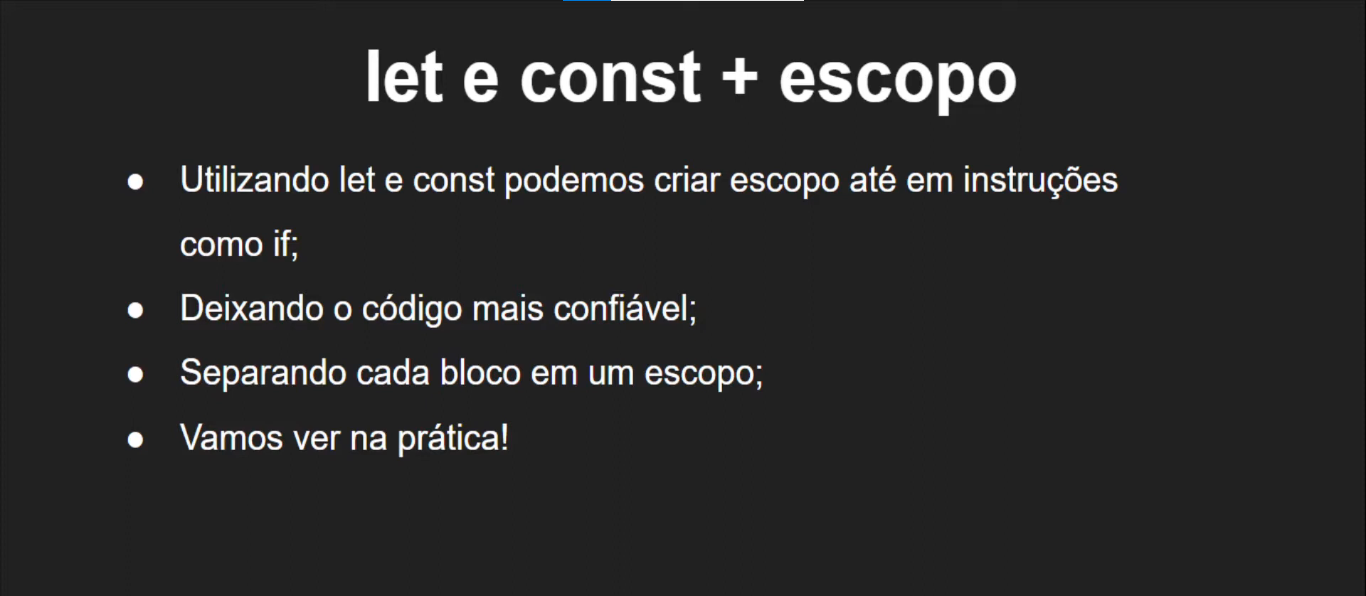 let e const + escopo
● Utilizando let e const podemos criar escopo até em instruções
como if;
● Deixando o código mais confiável;
● Separando cada bloco em um escopo;
● Vamos ver na prática!